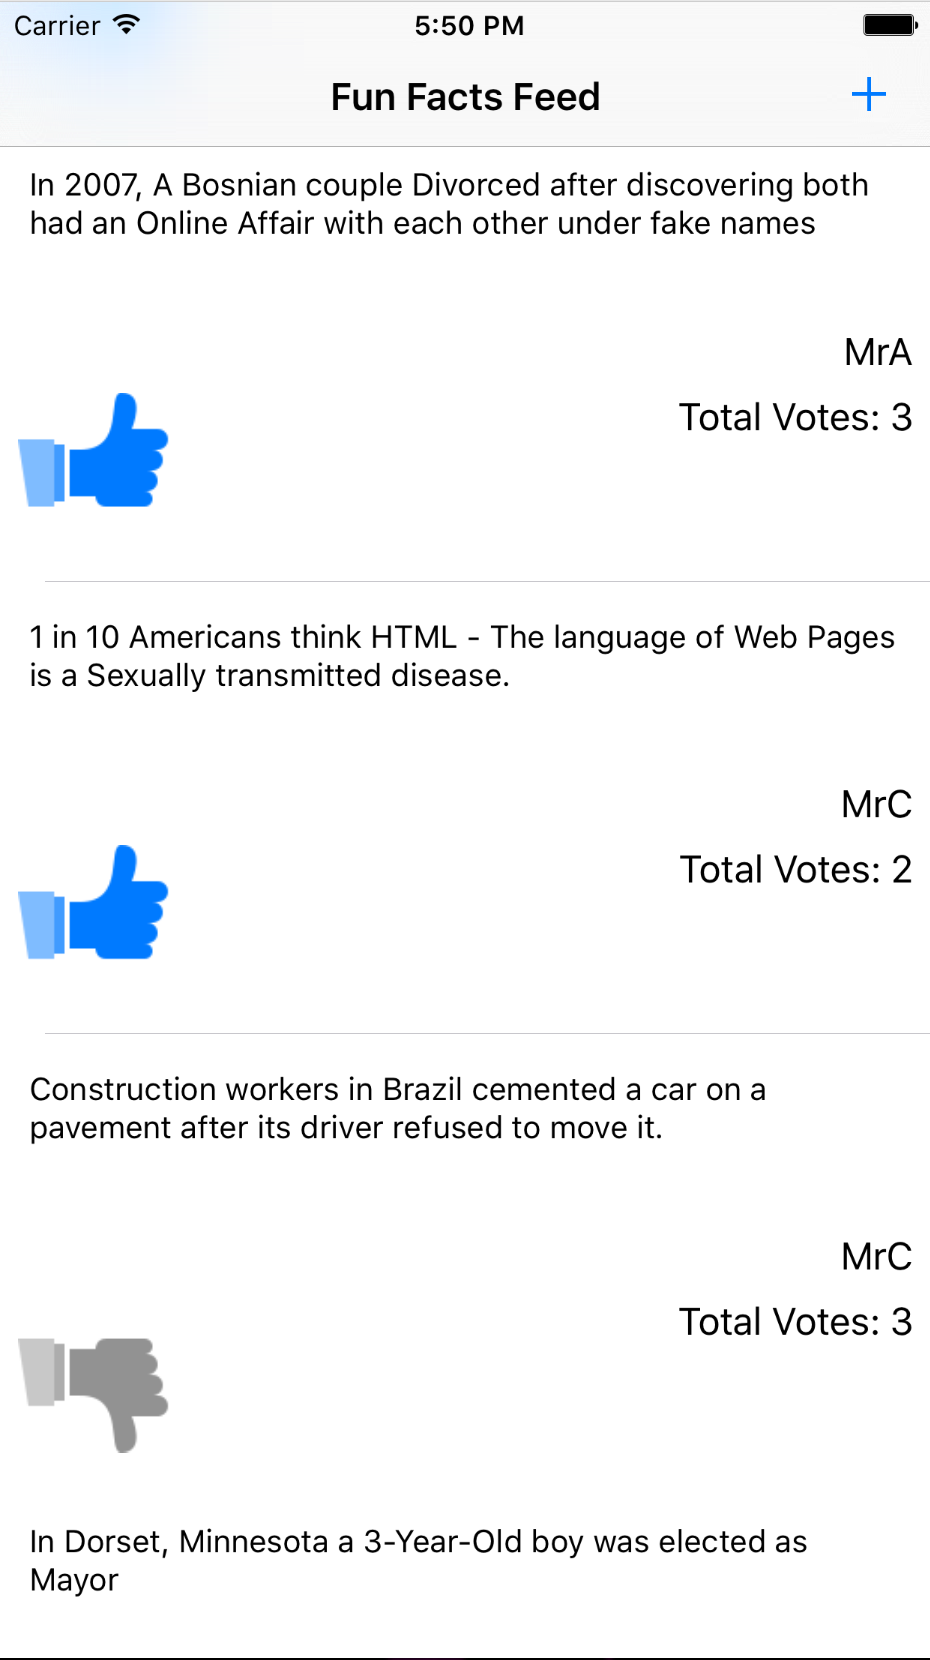 Carrier 5:50 PM
Fun Facts Feed +
In 2007, A Bosnian couple Divorced after discovering both
had an Online Affair with each other under fake names
MrA
Total Votes: 3
1 in 10 Americans think HTML - The language of Web Pages
is a Sexually transmitted disease.
MrC
Total Votes: 2
Construction workers in Brazil cemented a car on a
pavement after its driver refused to move it.
MrC
Total Votes: 3
In Dorset, Minnesota a 3-Year-Old boy was elected as
Mayor